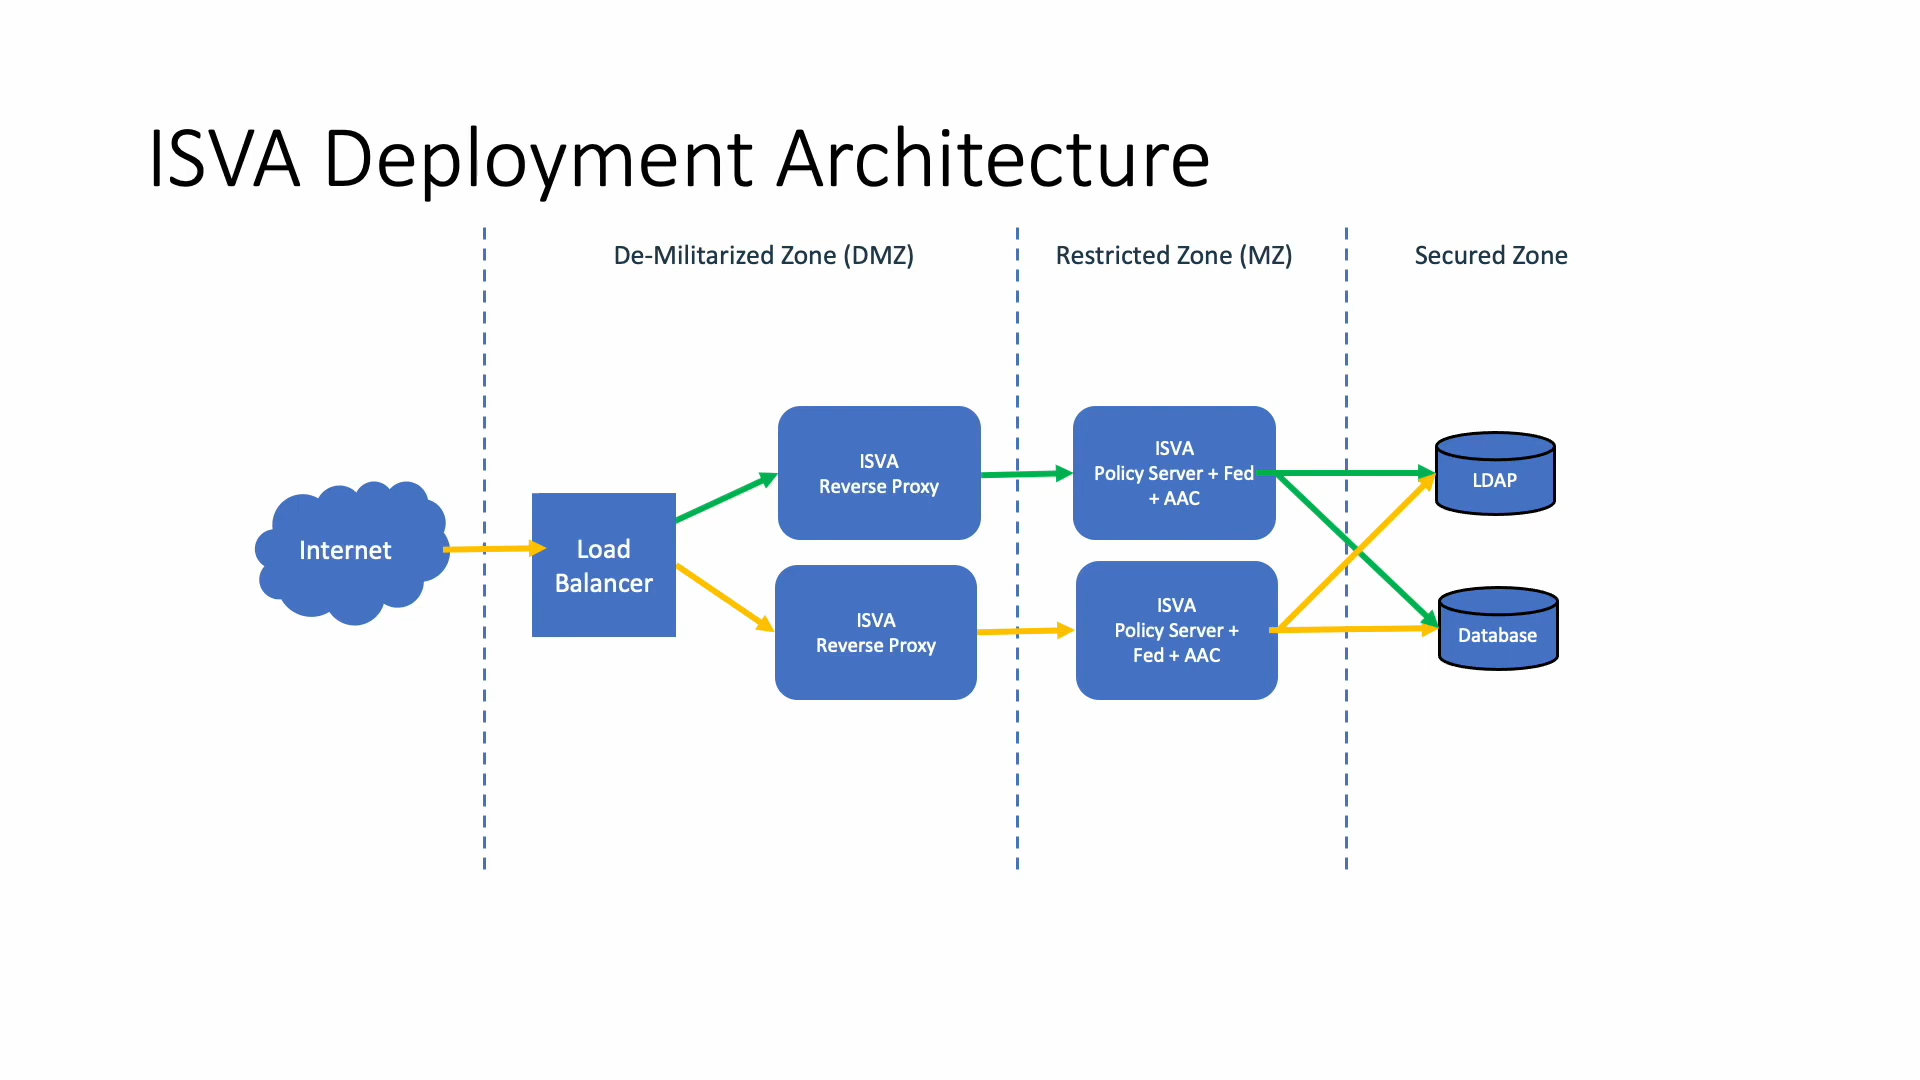 ISVA Deployment Architecture
De-Militarized Zone (DMZ)
Restricted Zone (MZ)
Secured Zone
Internet
Load
Balancer
ISVA
Reverse Proxy
ISVA
Reverse Proxy
ISVA
Policy Server + Fed
+ AAC
ISVA
Policy Server +
Fed + AAC
LDAP
Database